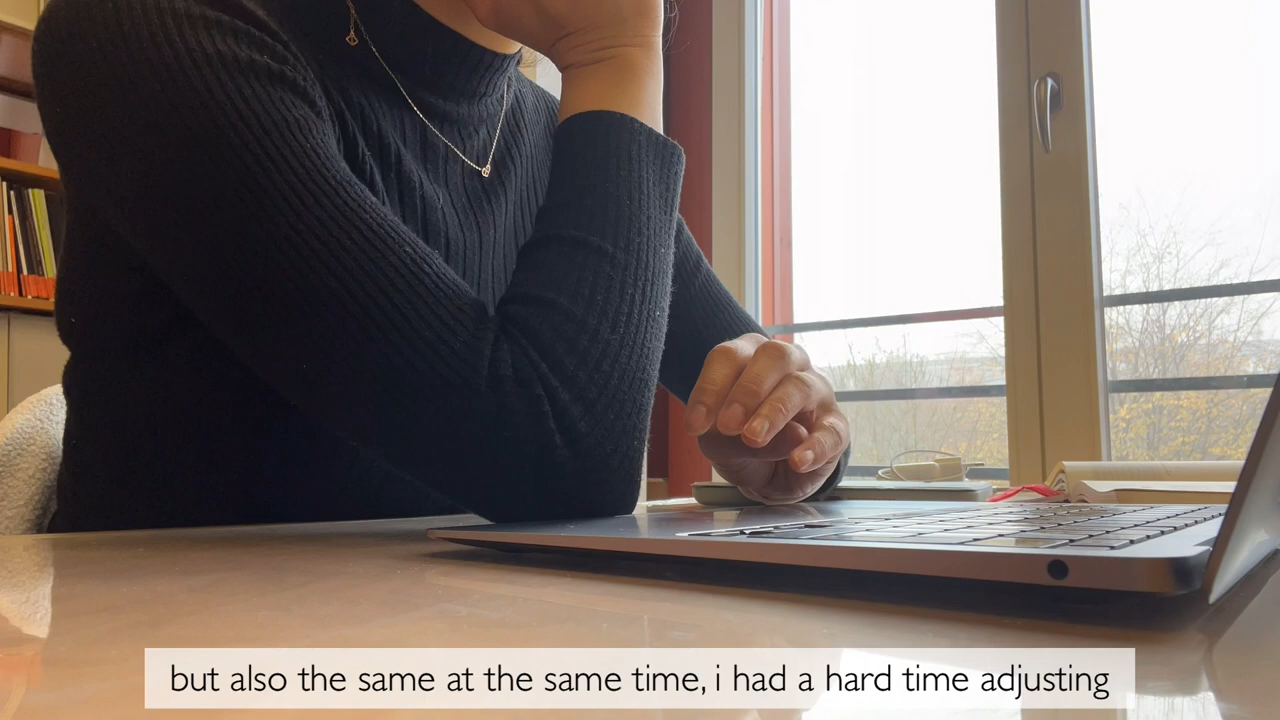 but also the same at the same time, i had a hard time adjusting